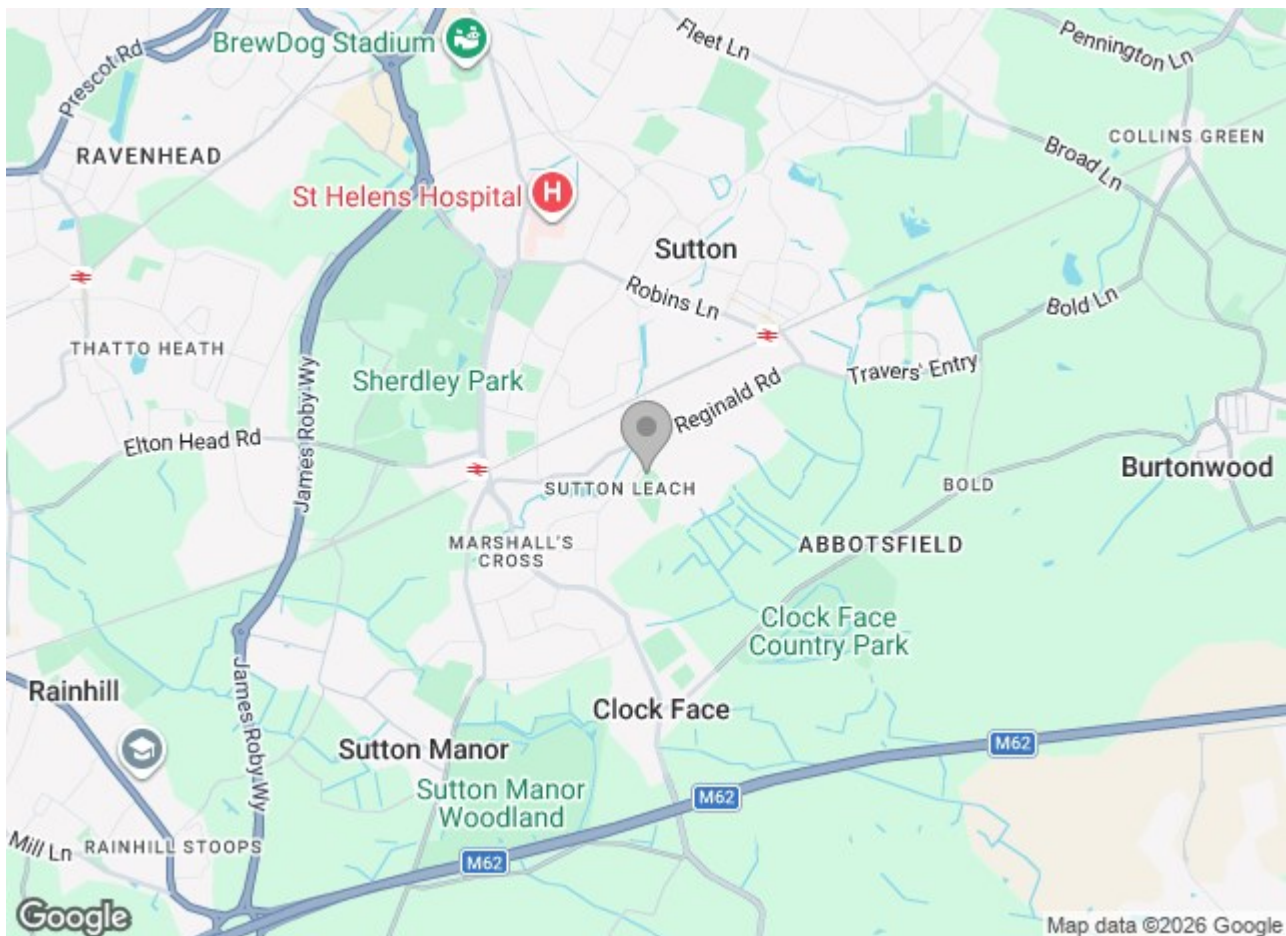 BrewDog Stadium
Prescot Rd
Fleet Ln
Pennington Ln
RAVENHEAD
COLLINS GREEN
Broad Ln
St Helens Hospital
H
Sutton
Robins Ln
Bold Ln
THATTO HEATH
Travers' Entry
Sherdley Park
Reginald Rd
James Roby Wy
Elton Head Rd
Burtonwood
SUTTON LEACH
BOLD
MARSHALL'S
CROSS
ABBOTSFIELD
Clock Face
Country Park
Rainhill
James Roby Wy
Clock Face
Sutton Manor
M62
Sutton Manor
Woodland
M62
Mill Ln
RAINHILL STOOPS
M62
Google
Map data ©2026 Google